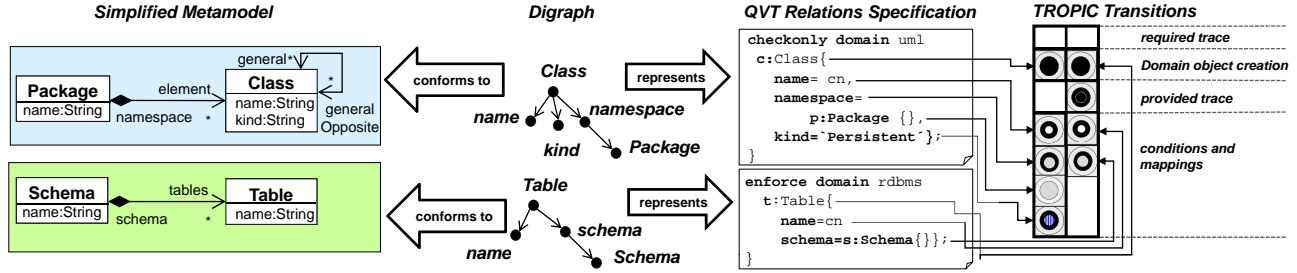 Simplified Metamodel
Digraph
QVT Relations Specification
TROPIC Transitions
Package
name:String
element
namespace
*
general
*
Class
name:String
kind:String
*
general
Opposite
Schema
name:String
tables
schema
*
Table
name:String
conforms to
conforms to
Class
name
kind
namespace
Package
Table
name
schema
Schema
represents
represents
checkonly domain uml
c:Class{
name= cn,
namespace=
p:Package {},
kind=`Persistent´};
}
enforce domain rdbms
t:Table{
name=cn
schema=s:Schema{}};
}
required trace
Domain object creation
provided trace
conditions and
mappings